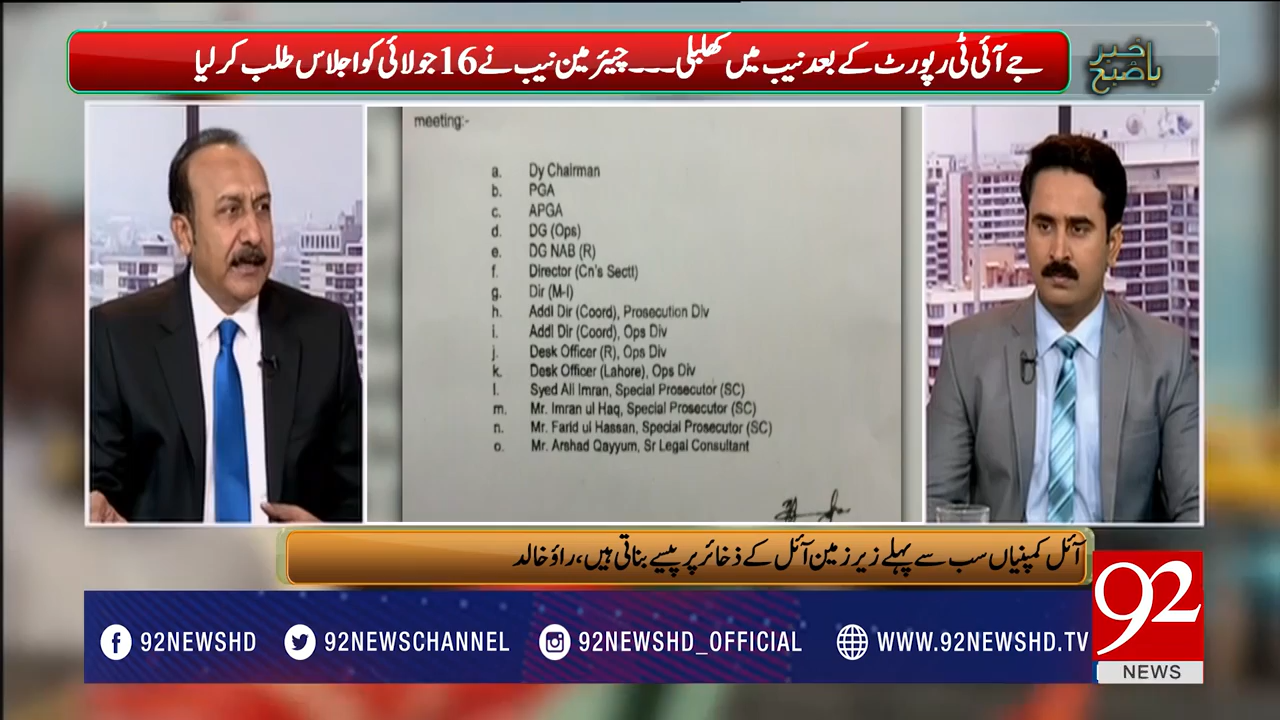 جے آئی ٹی رپورٹ کے بعد نیب میں کھلبلی۔۔۔ چیئرمین نیب نے 16 جولائی کو اجلاس طلب کر لیا
باخبر
صبح
92
meeting:-
a. Dy Chairman
b. PGA
c. APGA
d. DG (Ops)
e. DG NAB (R)
f. Director (Cn's Sectt)
g. Dir (M-I)
h. Addl Dir (Coord), Prosecution Div
i. Addl Dir (Coord), Ops Div
j. Desk Officer (R), Ops Div
k. Desk Officer (Lahore), Ops Div
l. Syed Ali Imran, Special Prosecutor (SC)
m. Mr. Imran ul Haq, Special Prosecutor (SC)
n. Mr. Farid ul Hassan, Special Prosecutor (SC)
o. Mr. Arshad Qayyum, Sr Legal Consultant
آئل کمپنیاں سب سے پہلے زیر زمین آئل کے ذخائر پر پیسے بناتی ہیں، راؤ خالد
92NEWSHD
92NEWSCHANNEL
92NEWSHD_OFFICIAL
WWW.92NEWSHD.TV
92
NEWS